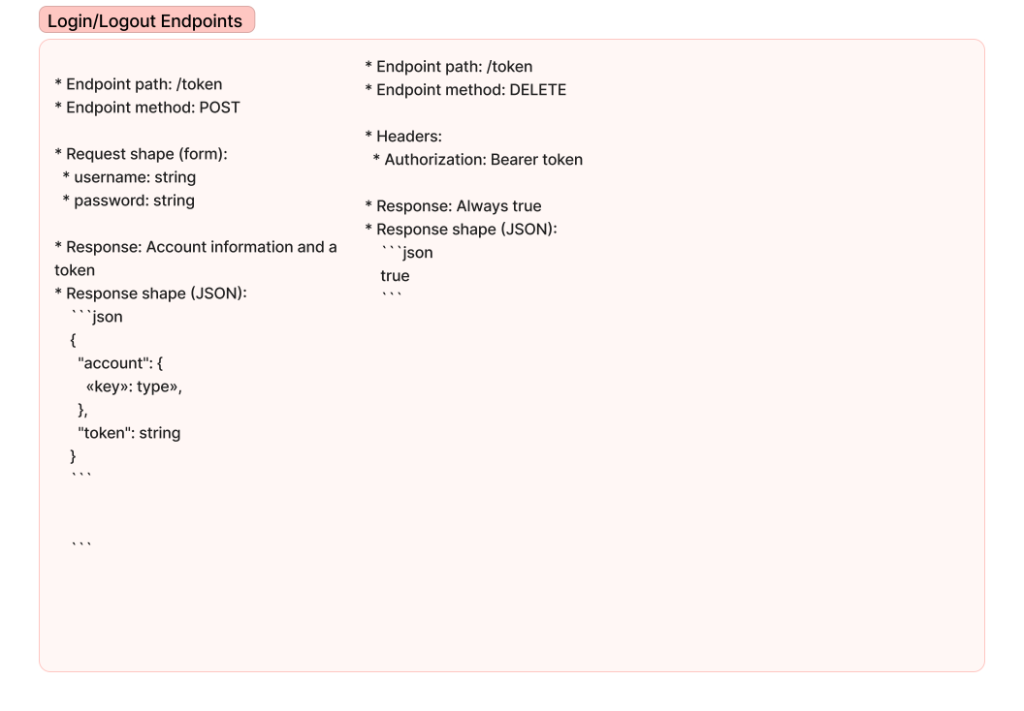 Login/Logout Endpoints
* Endpoint path: /token
* Endpoint method: POST
* Request shape (form):
* username: string
* password: string
* Response: Account information and a
token
* Response shape (JSON):
```json
{
"account": {
«key»: type»,
},
"token": string
}
```
```
* Endpoint path: /token
* Endpoint method: DELETE
* Headers:
* Authorization: Bearer token
* Response: Always true
* Response shape (JSON):
```json
true
```